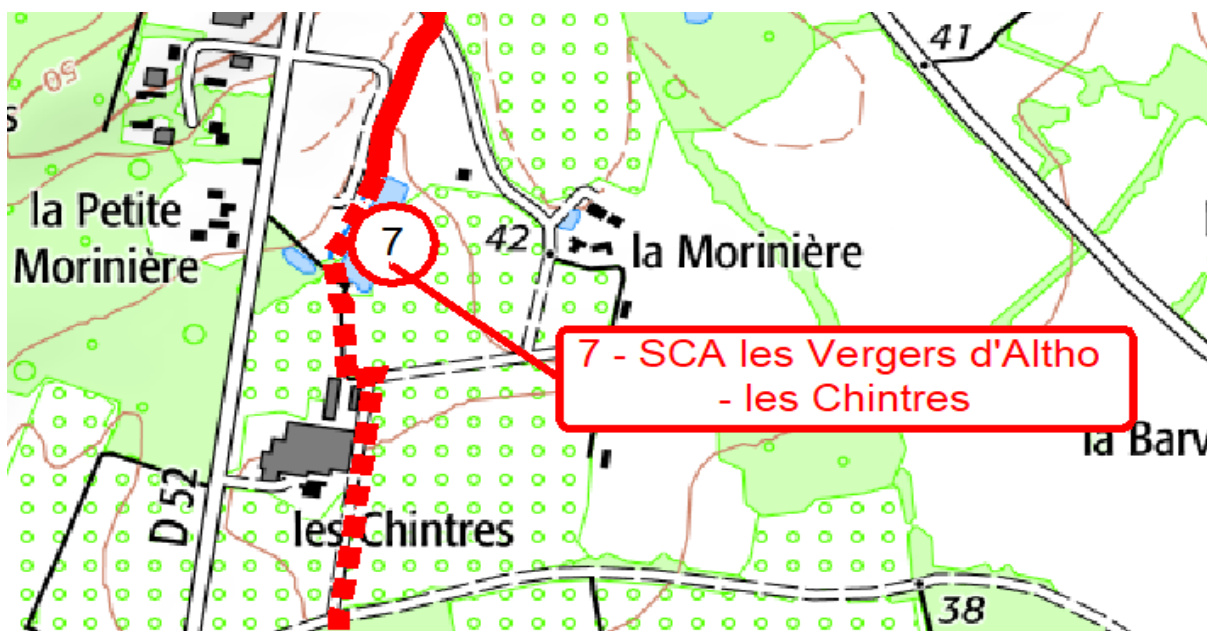 41
50
s
la Petite
Morinière
7
42
la Morinière
7 - SCA les Vergers d'Altho
- les Chintres
la Barv
D 52
les Chintres
38